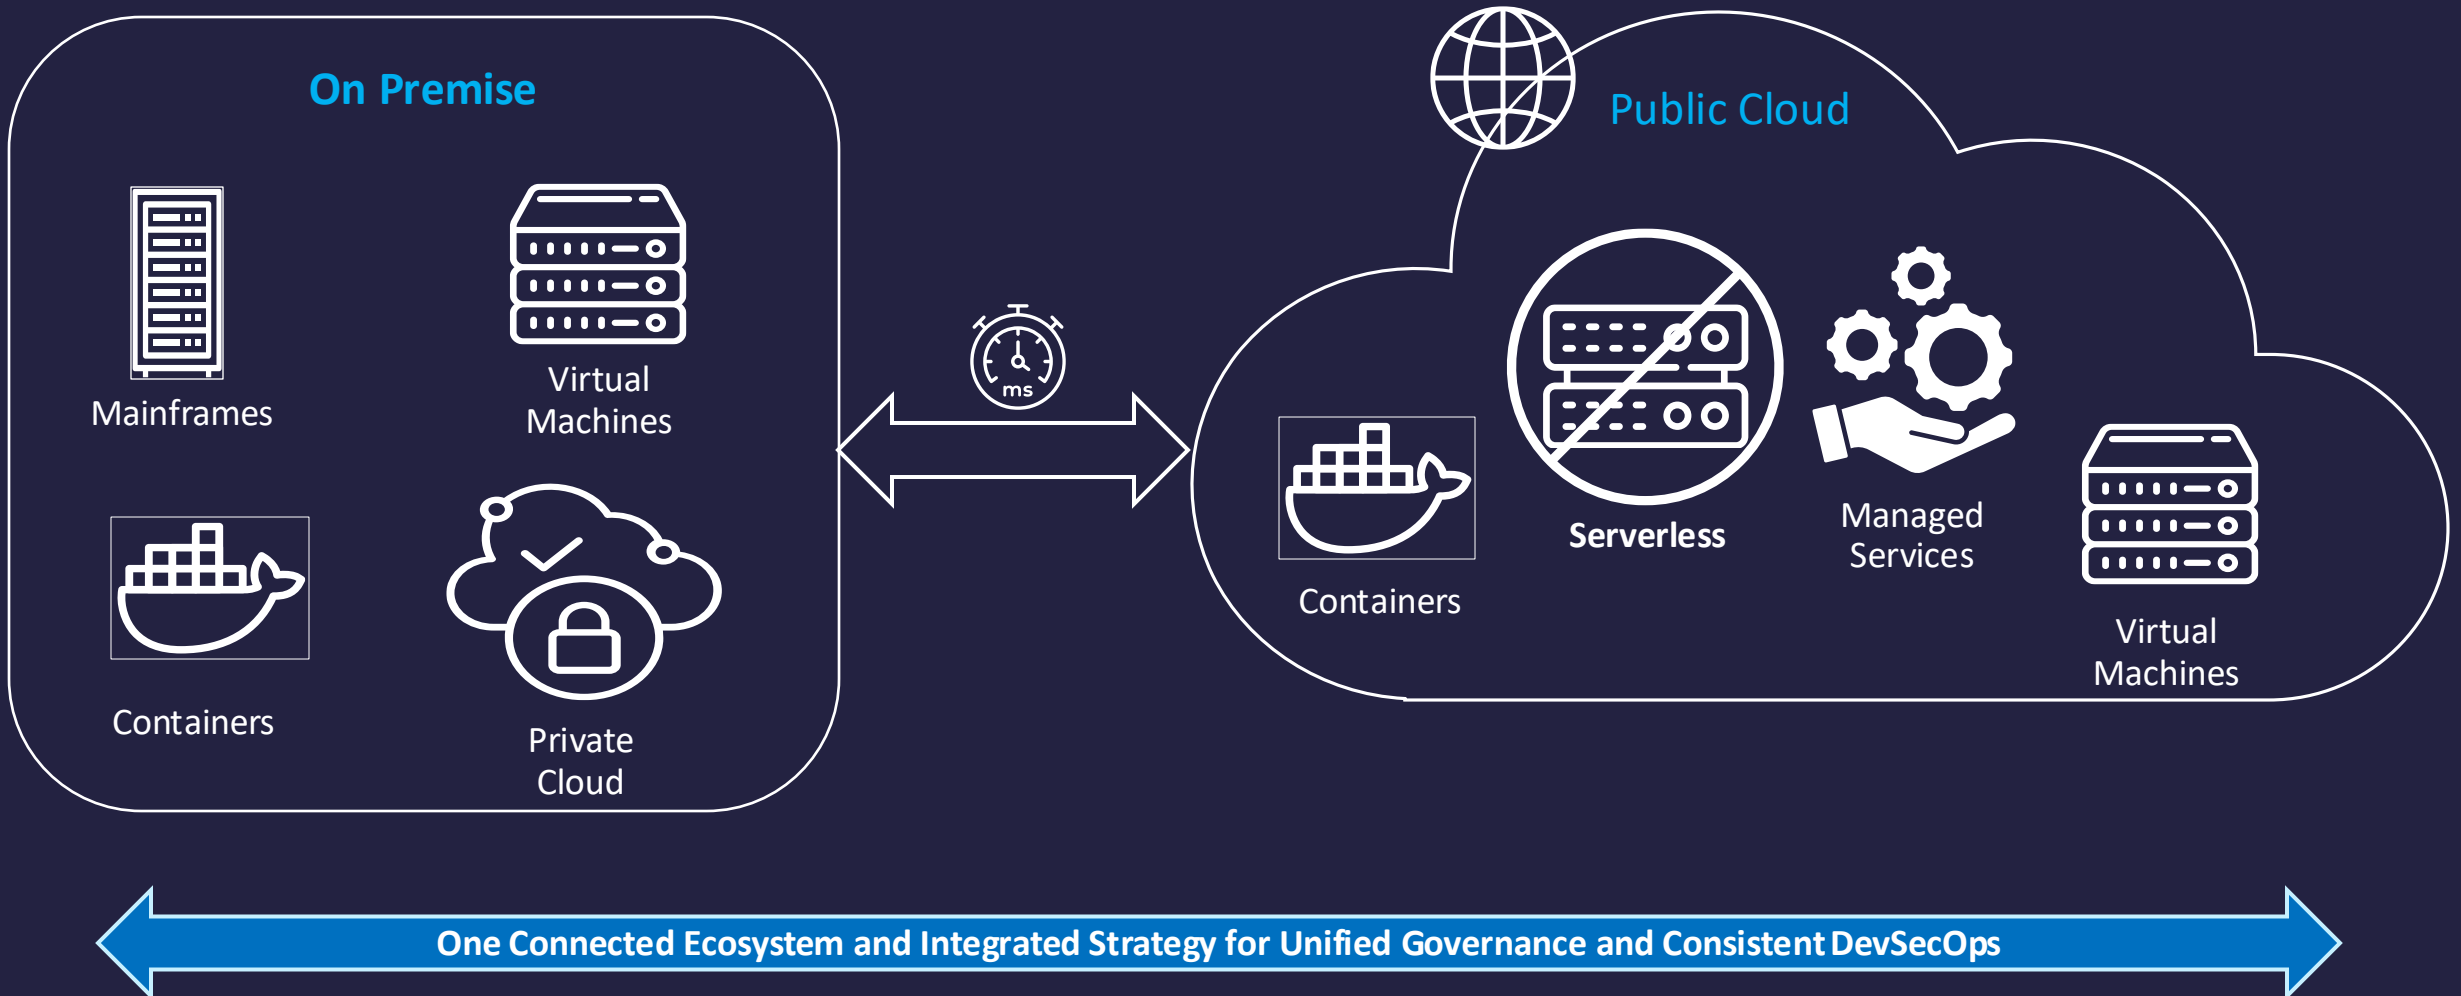 On Premise
Mainframes
Virtual
Machines
Containers
Private
Cloud
ms
Public Cloud
Containers
Serverless
Managed
Services
Virtual
Machines
One Connected Ecosystem and Integrated Strategy for Unified Governance and Consistent DevSecOps